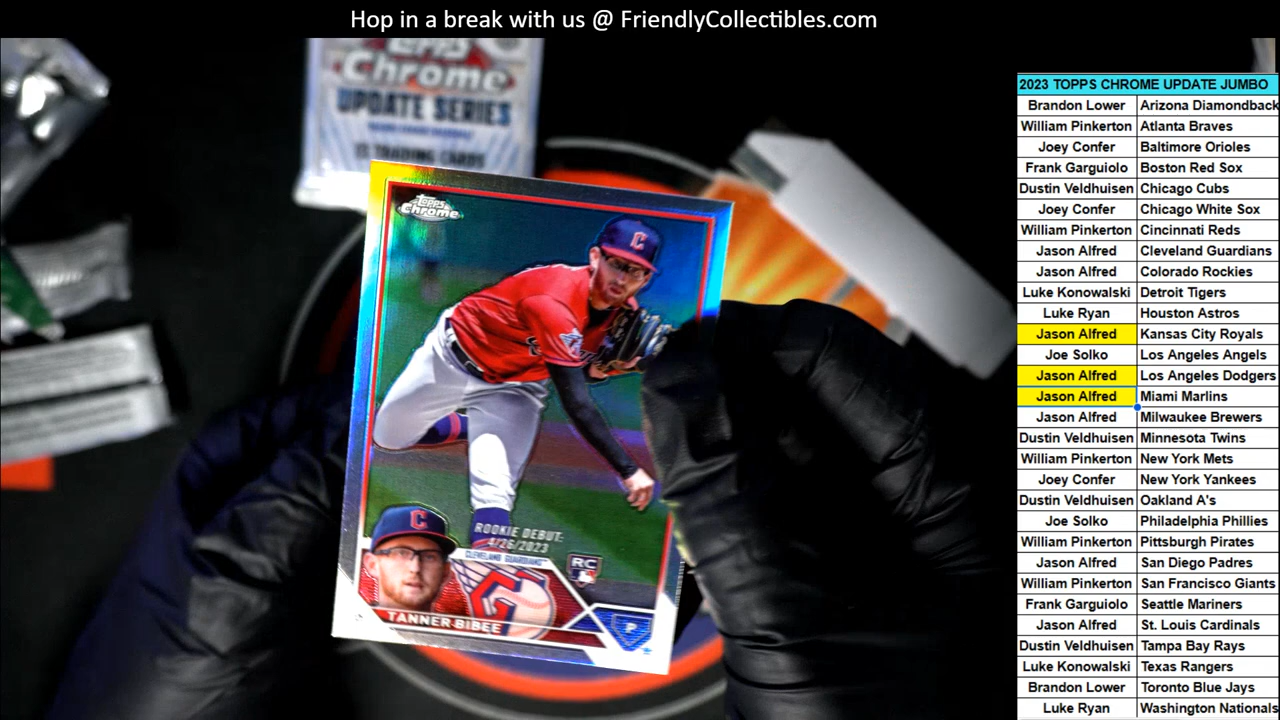 Hop in a break with us @ FriendlyCollectibles.com
Topps
Chrome
UPDATE SERIES
TRADING CARDS
Topps
Chrome
C
C
ROOKIE DEBUT:
4/26/2023
CLEVELAND GUARDIANS
RC
TANNER BIBEE
P
2023 TOPPS CHROME UPDATE JUMBO
Brandon Lower Arizona Diamondback
William Pinkerton Atlanta Braves
Joey Confer Baltimore Orioles
Frank Garguiolo Boston Red Sox
Dustin Veldhuisen Chicago Cubs
Joey Confer Chicago White Sox
William Pinkerton Cincinnati Reds
Jason Alfred Cleveland Guardians
Jason Alfred Colorado Rockies
Luke Konowalski Detroit Tigers
Luke Ryan Houston Astros
Jason Alfred Kansas City Royals
Joe Solko Los Angeles Angels
Jason Alfred Los Angeles Dodgers
Jason Alfred Miami Marlins
Jason Alfred Milwaukee Brewers
Dustin Veldhuisen Minnesota Twins
William Pinkerton New York Mets
Joey Confer New York Yankees
Dustin Veldhuisen Oakland A's
Joe Solko Philadelphia Phillies
William Pinkerton Pittsburgh Pirates
Jason Alfred San Diego Padres
William Pinkerton San Francisco Giants
Frank Garguiolo Seattle Mariners
Jason Alfred St. Louis Cardinals
Dustin Veldhuisen Tampa Bay Rays
Luke Konowalski Texas Rangers
Brandon Lower Toronto Blue Jays
Luke Ryan Washington Nationals